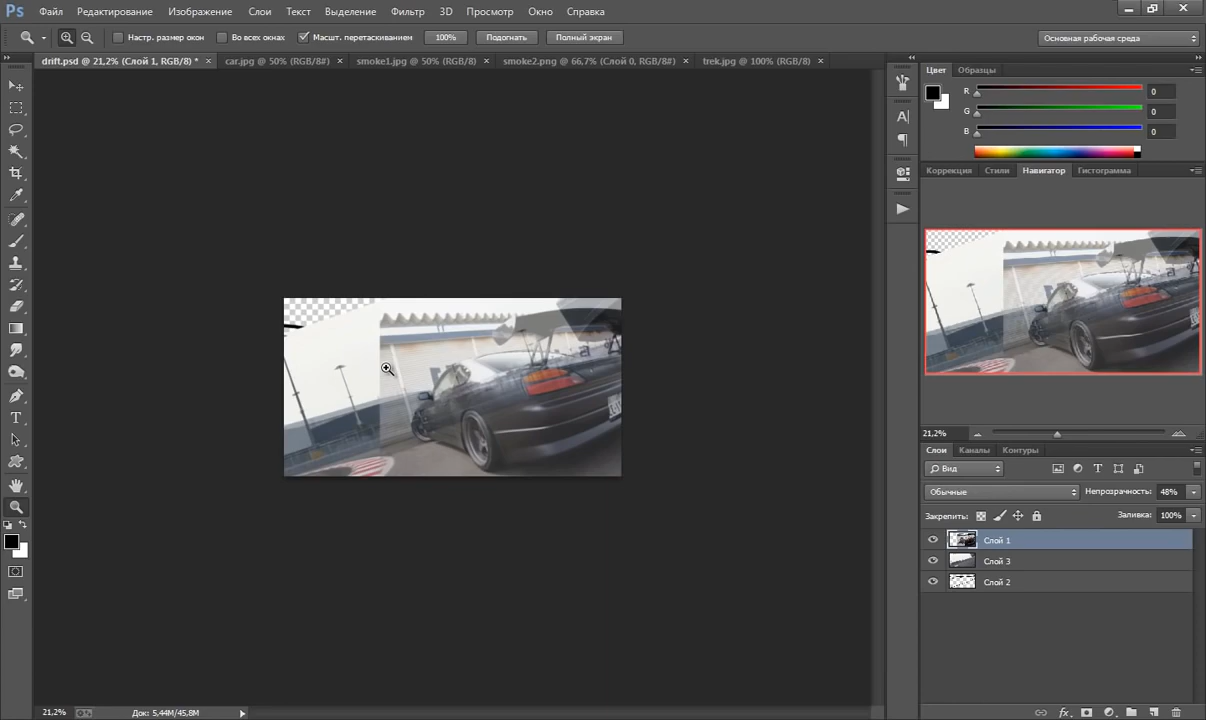 Ps Файл Редактирование Изображение Слои Текст Выделение Фильтр 3D Просмотр Окно Справка
Настр. размер окон Во всех окнах Масшт. перетаскиванием 100% Подогнать Полный экран Основная рабочая среда
drift.psd @ 21,2% (Слой 1, RGB/8) * × car.jpg @ 50% (RGB/8#) × smoke1.jpg @ 50% (RGB/8#) × smoke2.png @ 66,7% (Слой 0, RGB/8#) × trek.jpg @ 100% (RGB/8) ×
Цвет Образцы
R 0
G 0
B 0
Коррекция Стили Навигатор Гистограмма
21,2%
Слои Каналы Контуры
Вид
Обычные Непрозрачность: 48%
Закрепить: Заливка: 100%
Слой 1
Слой 3
Слой 2
21,2% Док: 5,44M/45,8M